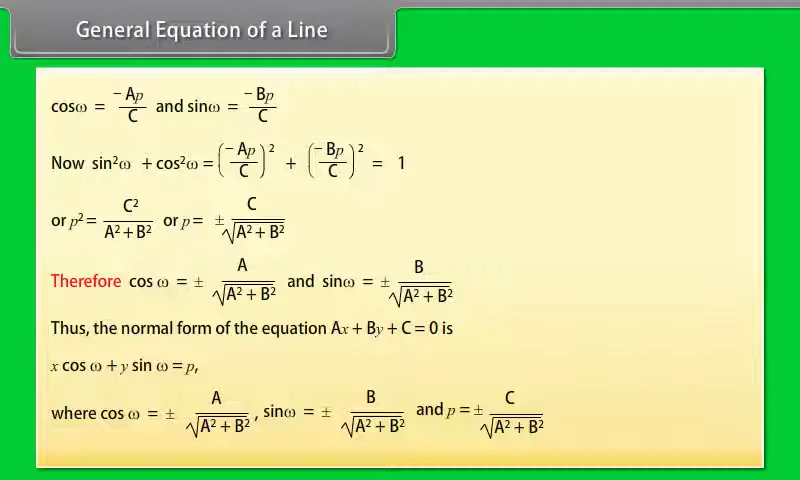 General Equation of a Line
cosω = −Ap/C and sinω = −Bp/C
Now sin²ω + cos²ω = (−Ap/C)² + (−Bp/C)² = 1
or p² = C²/(A² + B²) or p = ± C/√(A² + B²)
Therefore cos ω = ± A/√(A² + B²) and sinω = ± B/√(A² + B²)
Thus, the normal form of the equation Ax + By + C = 0 is
x cos ω + y sin ω = p,
where cos ω = ± A/√(A² + B²), sinω = ± B/√(A² + B²) and p = ± C/√(A² + B²)